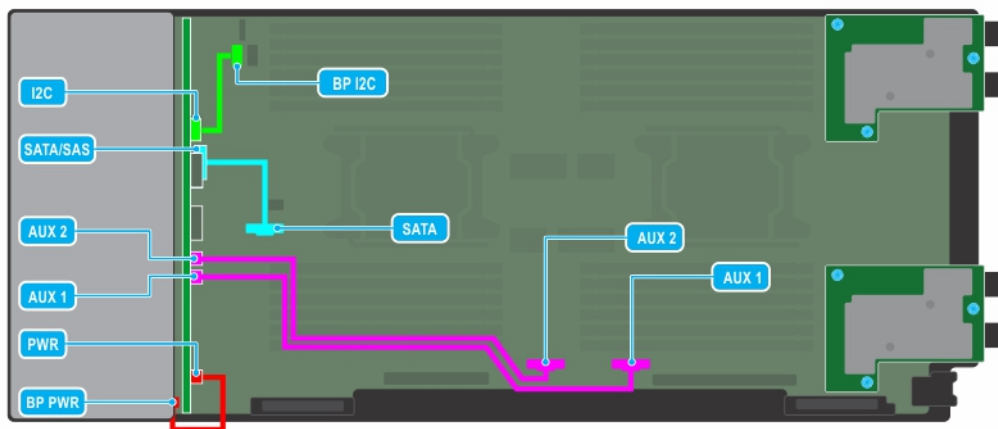 I2C
BP I2C
SATA/SAS
SATA
AUX 2
AUX 2
AUX 1
AUX 1
PWR
BP PWR